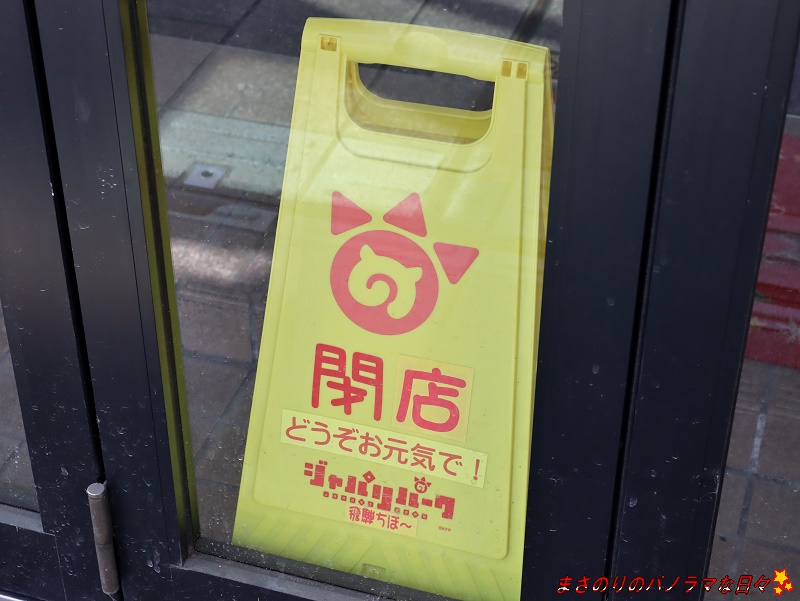 の
閉店
どうぞお元気で！
ジャパリパーク
飛騨ちほ～
まさのりのパノラマな日々